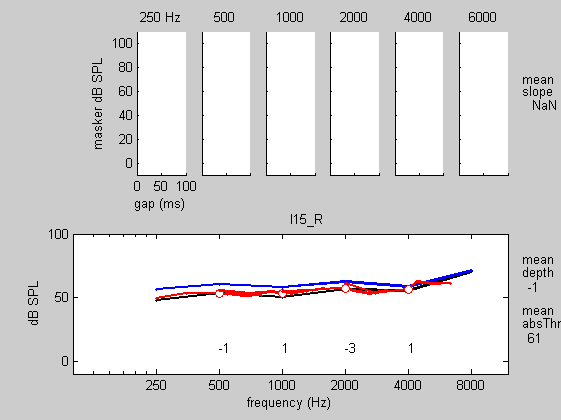 250 Hz 500 1000 2000 4000 6000
masker dB SPL
100
80
60
40
20
0
0 50 100
gap (ms)
mean
slope
NaN
I15_R
dB SPL
100
50
0
-1 1 -3 1
250 500 1000 2000 4000 8000
frequency (Hz)
mean
depth
-1
mean
absThr
61